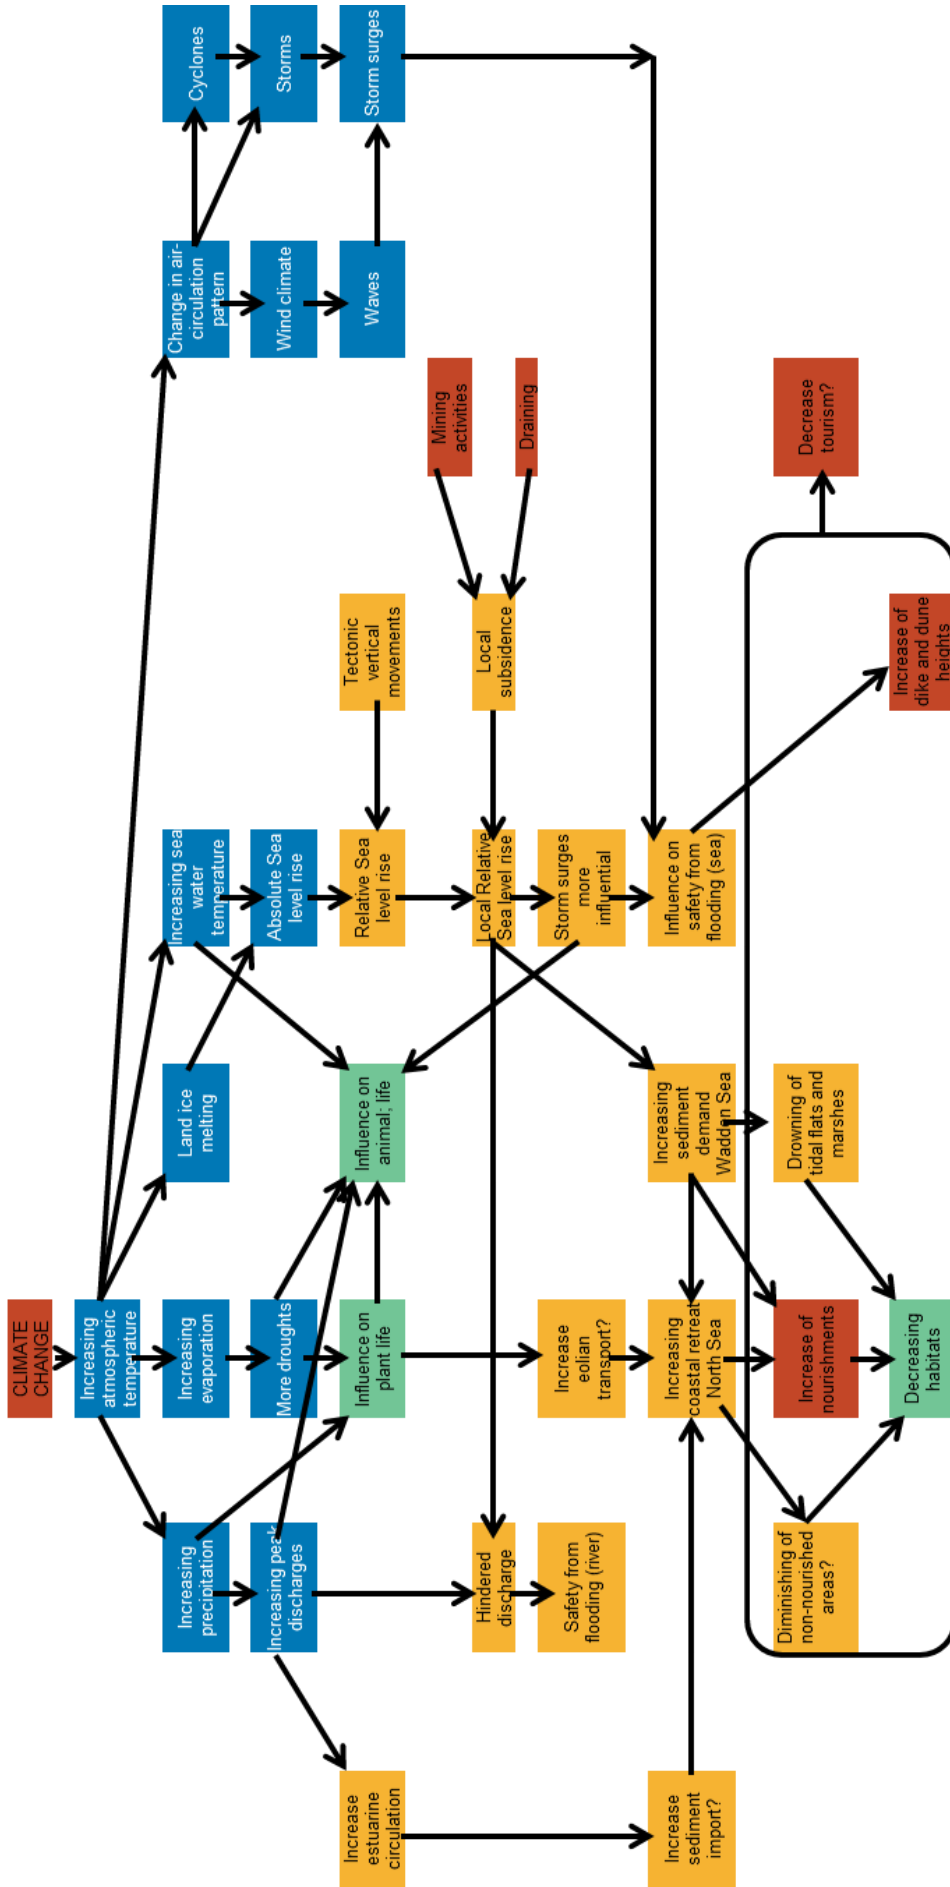 CLIMATE
CHANGE
Increasing
atmospheric
temperature
Increasing
precipitation
Increasing
evaporation
Land ice
melting
Increasing sea
water
temperature
Change in air-
circulation
pattern
Cyclones
Increasing peak
discharges
More droughts
Absolute Sea
level rise
Wind climate
Storms
Increase
estuarine
circulation
Influence on
plant life
Influence on
animal; life
Relative Sea
level rise
Tectonic
vertical
movements
Waves
Storm surges
Mining
activities
Hindered
discharge
Local Relative
Sea level rise
Local
subsidence
Draining
Safety from
flooding (river)
Increase
eolian
transport?
Storm surges
more
influential
Increase
sediment
import?
Increasing
coastal retreat
North Sea
Increasing
sediment
demand
Wadden Sea
Influence on
safety from
flooding (sea)
Diminishing of
non-nourished
areas?
Increase of
nourishments
Drowning of
tidal flats and
marshes
Decrease
tourism?
Decreasing
habitats
Increase of
dike and dune
heights